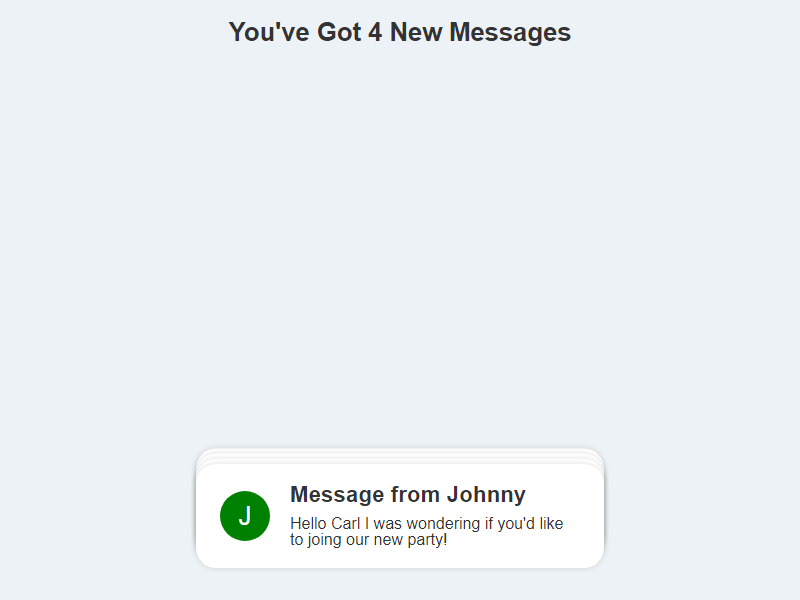 You've Got 4 New Messages
Message from Johnny
J
Hello Carl I was wondering if you'd like
to joing our new party!